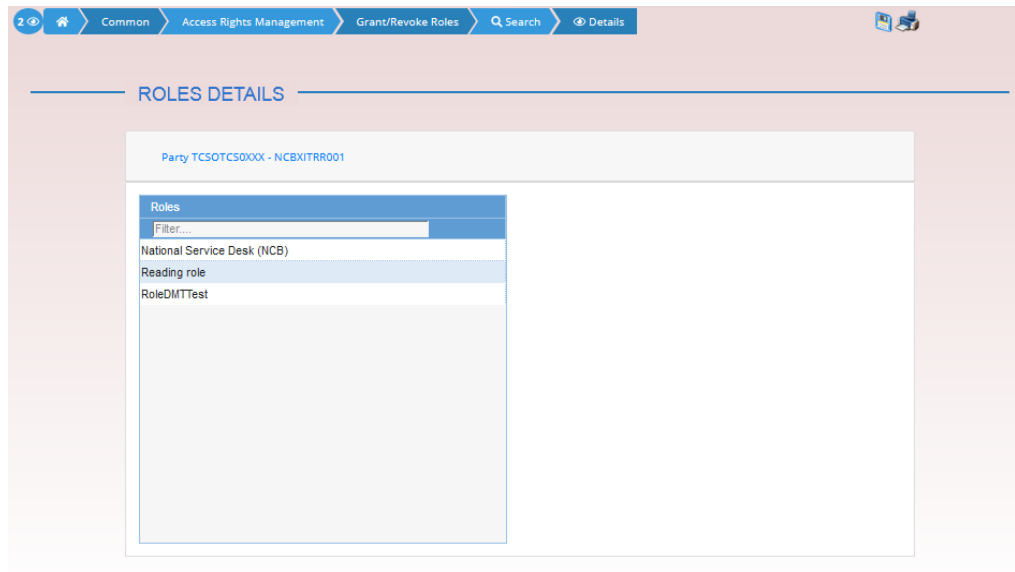 2 Common Access Rights Management Grant/Revoke Roles Search Details
ROLES DETAILS
Party TCSOTCS0XXX - NCBXITRR001
Roles
Filter....
National Service Desk (NCB)
Reading role
RoleDMTTest